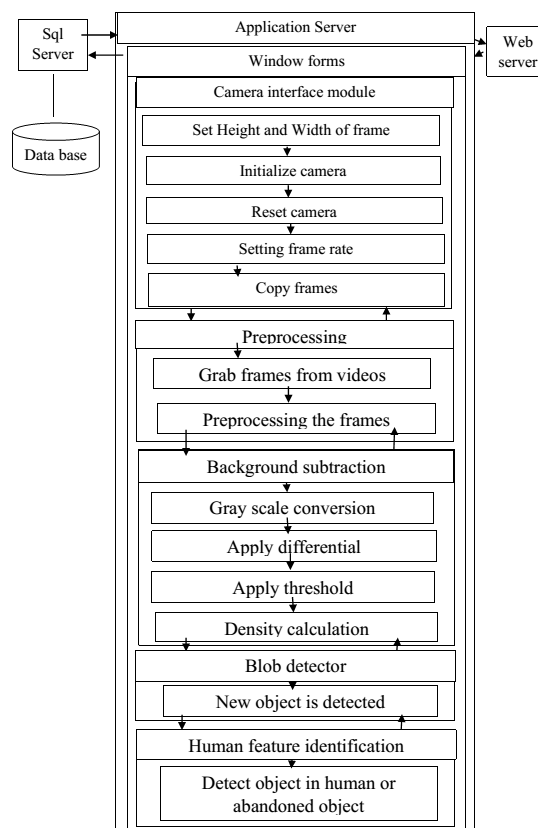 Sql
Server
Application Server
Web
server
Window forms
Camera interface module
Set Height and Width of frame
Data base
Initialize camera
Reset camera
Setting frame rate
Copy frames
Preprocessing
Grab frames from videos
Preprocessing the frames
Background subtraction
Gray scale conversion
Apply differential
Apply threshold
Density calculation
Blob detector
New object is detected
Human feature identification
Detect object in human or
abandoned object